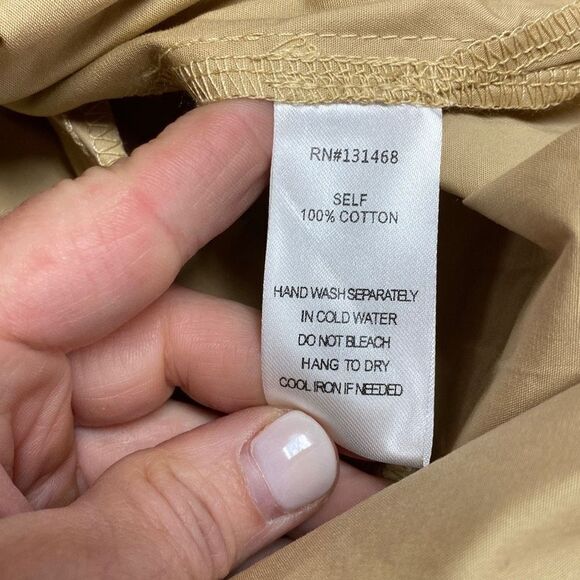 RN#131468
SELF
100% COTTON
HAND WASH SEPARATELY
IN COLD WATER
DO NOT BLEACH
HANG TO DRY
COOL IRON IF NEEDED